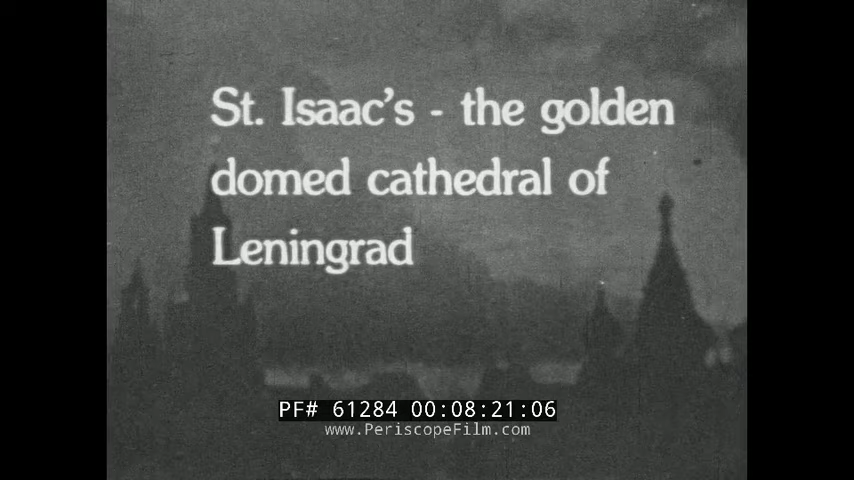 St. Isaac's - the golden
domed cathedral of
Leningrad
PF# 61284 00:08:21:06
www.PeriscopeFilm.com